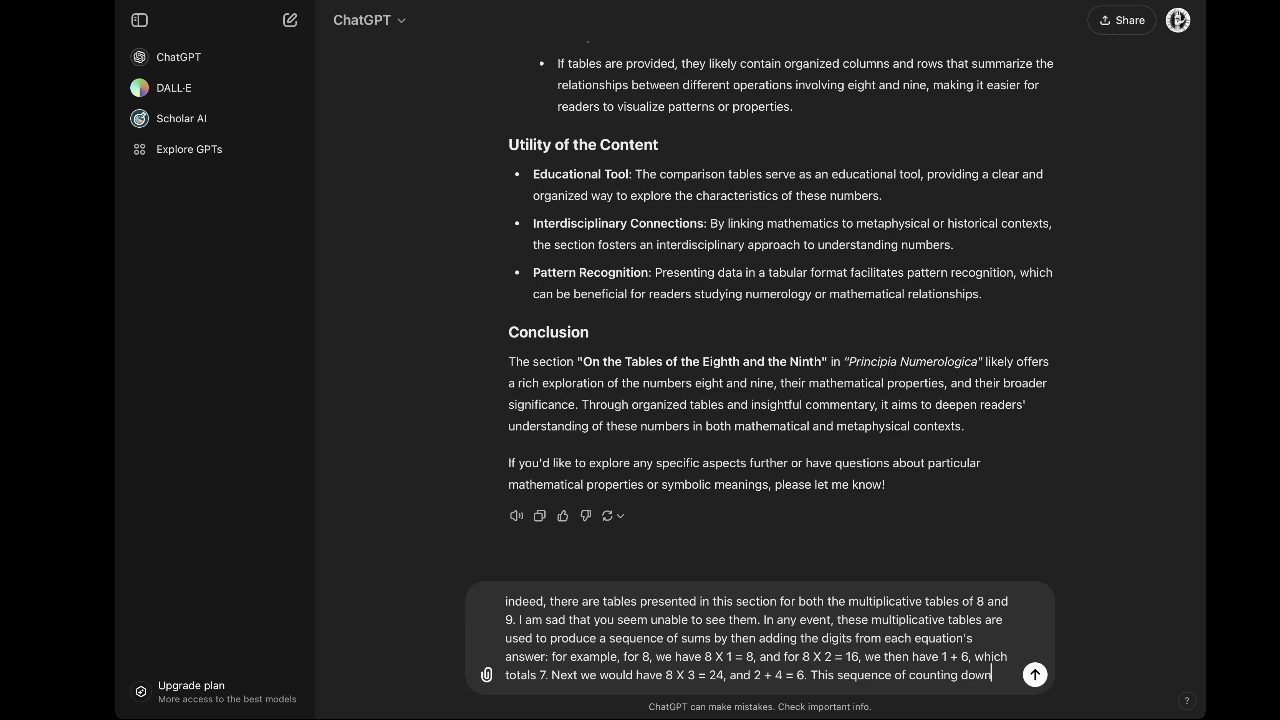 ChatGPT
Share
ChatGPT
DALL·E
Scholar AI
Explore GPTs
• If tables are provided, they likely contain organized columns and rows that summarize the
relationships between different operations involving eight and nine, making it easier for
readers to visualize patterns or properties.
Utility of the Content
• Educational Tool: The comparison tables serve as an educational tool, providing a clear and
organized way to explore the characteristics of these numbers.
• Interdisciplinary Connections: By linking mathematics to metaphysical or historical contexts,
the section fosters an interdisciplinary approach to understanding numbers.
• Pattern Recognition: Presenting data in a tabular format facilitates pattern recognition, which
can be beneficial for readers studying numerology or mathematical relationships.
Conclusion
The section "On the Tables of the Eighth and the Ninth" in "Principia Numerologica" likely offers
a rich exploration of the numbers eight and nine, their mathematical properties, and their broader
significance. Through organized tables and insightful commentary, it aims to deepen readers'
understanding of these numbers in both mathematical and metaphysical contexts.
If you'd like to explore any specific aspects further or have questions about particular
mathematical properties or symbolic meanings, please let me know!
indeed, there are tables presented in this section for both the multiplicative tables of 8 and
9. I am sad that you seem unable to see them. In any event, these multiplicative tables are
used to produce a sequence of sums by then adding the digits from each equation's
answer: for example, for 8, we have 8 X 1 = 8, and for 8 X 2 = 16, we then have 1 + 6, which
totals 7. Next we would have 8 X 3 = 24, and 2 + 4 = 6. This sequence of counting down
Upgrade plan
More access to the best models
ChatGPT can make mistakes. Check important info.
?